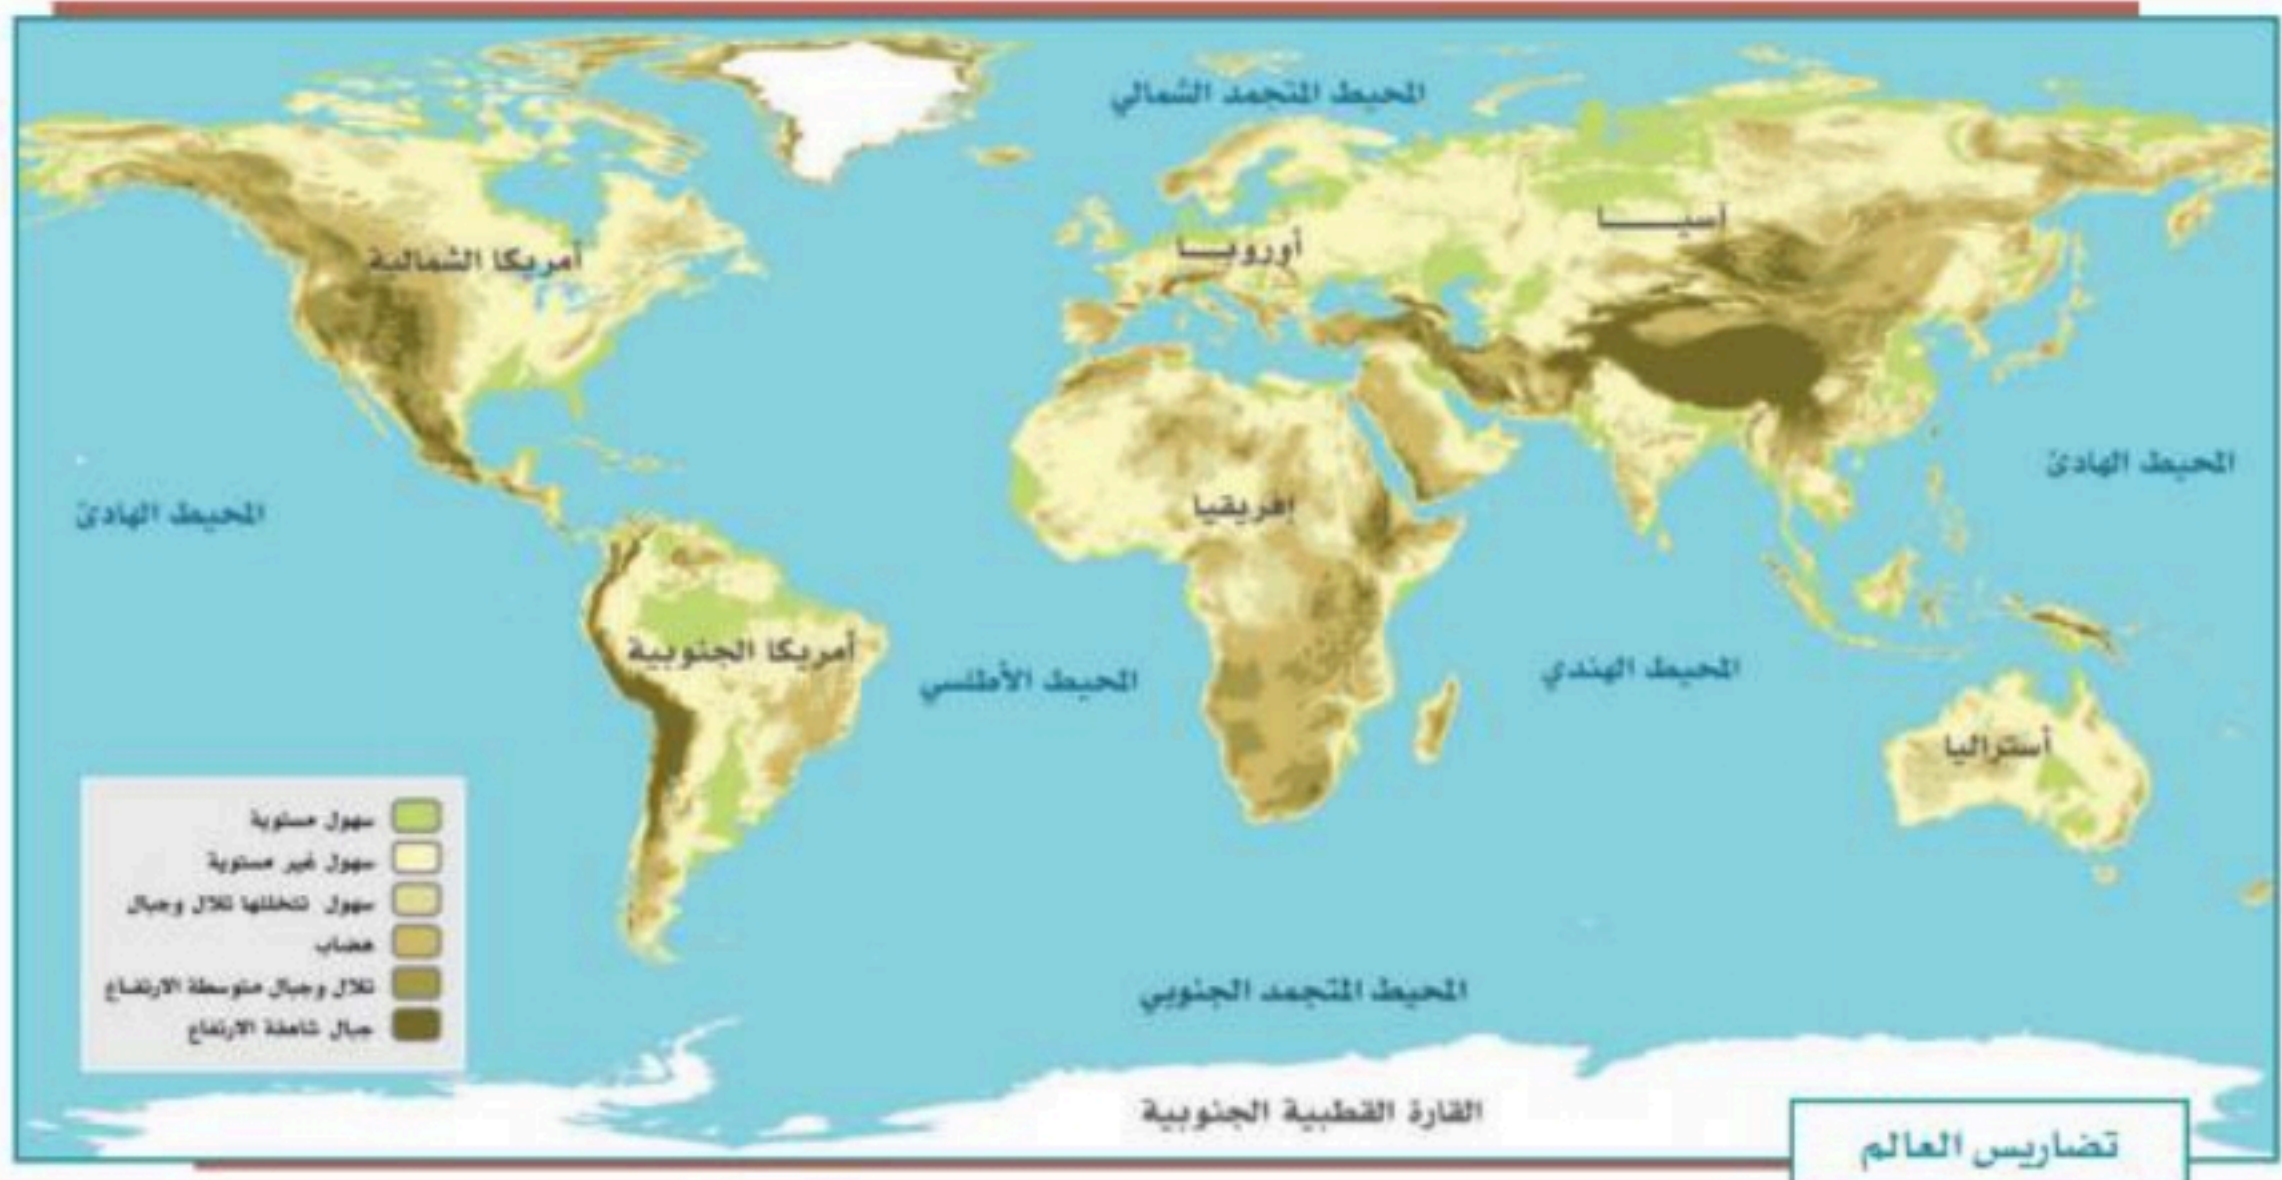 المحيط المتجمد الشمالي
آسيـــــا
أوروبـــا
أمريكا الشمالية
المحيط الهادئ
إفريقيا
المحيط الهادئ
أمريكا الجنوبية
المحيط الهندي
المحيط الأطلسي
أستراليا
سهول مستوية
سهول غير مستوية
سهول تتخللها تلال وجبال
هضاب
تلال وجبال متوسطة الارتفاع
جبال شاهقة الارتفاع
المحيط المتجمد الجنوبي
القارة القطبية الجنوبية
تضاريس العالم